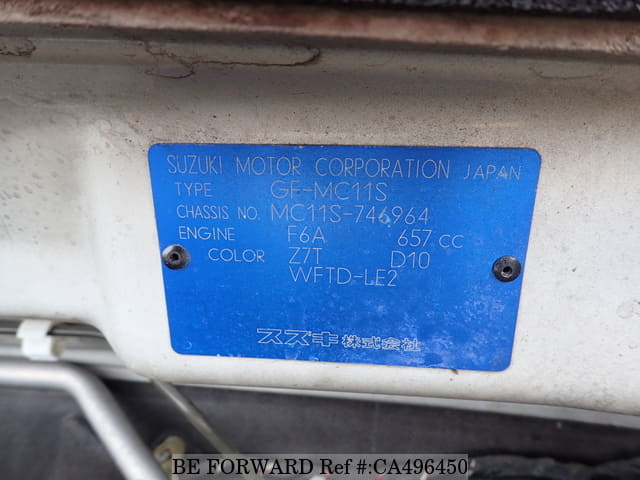 SUZUKI MOTOR CORPORATION JAPAN
TYPE GF-MC11S
CHASSIS NO. MC11S-746964
ENGINE F6A 657 CC
COLOR Z7T D10
WFTD-LE2
スズキ株式会社
BE FORWARD Ref #:CA496450